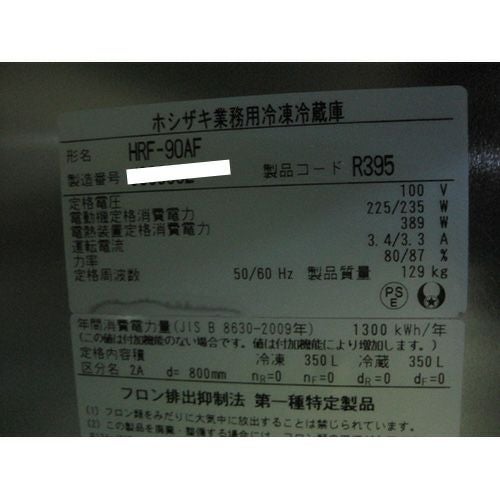 ホシザキ業務用冷凍冷蔵庫
形名 HRF-90AF
製造番号 製品コード R395
定格電圧 100 V
電動機定格消費電力 225/235 W
電熱装置定格消費電力 389 W
運転電流 3.4/3.3 A
力率 80/87 %
定格周波数 50/60 Hz 製品質量 129 kg
PS
E
年間消費電力量(JIS B 8630-2009年) 1300 kWh/年
(この値は付加機能のない場合です。値は付加機能により増加します。)
定格内容積 冷凍 350L 冷蔵 350L
区分名 2A d= 800mm nR=0 nF=0 dR=0 dF=0
フロン排出抑制法 第一種特定製品
(1) フロン類をみだりに大気中に放出することは禁じられています。
(2) この製品を廃棄・整備する場合には、フロン類の